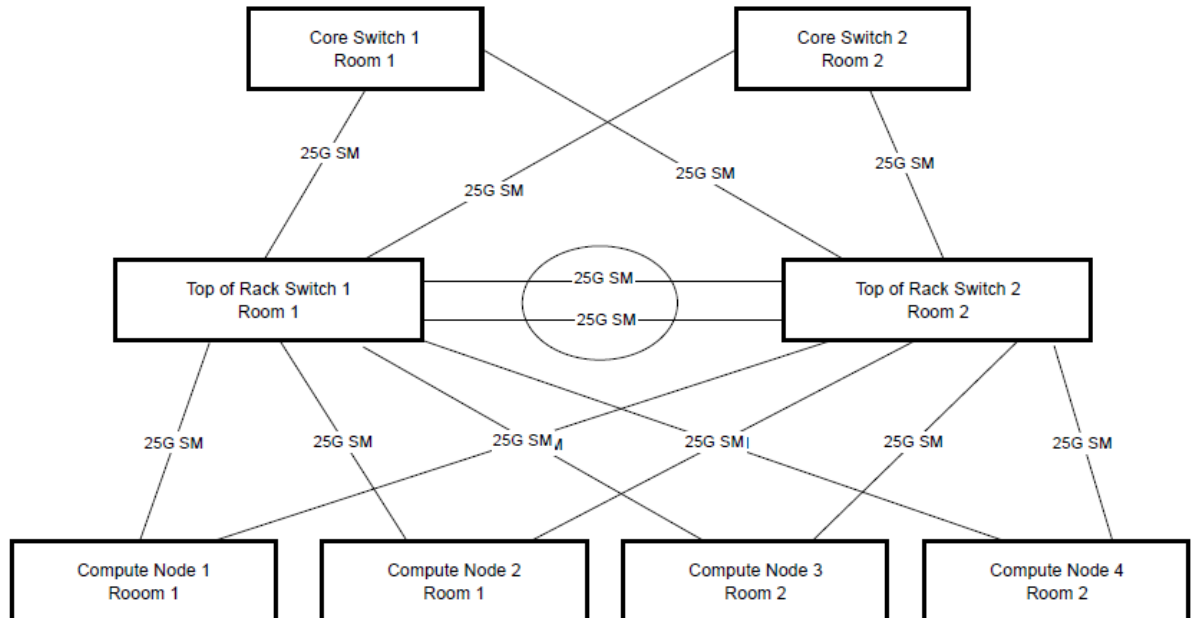 Core Switch 1
Room 1
Core Switch 2
Room 2
25G SM
25G SM
25G SM
25G SM
Top of Rack Switch 1
Room 1
25G SM
25G SM
Top of Rack Switch 2
Room 2
25G SM
25G SM
25G SM
25G SM
25G SM
25G SM
Compute Node 1
Rooom 1
Compute Node 2
Room 1
Compute Node 3
Room 2
Compute Node 4
Room 2